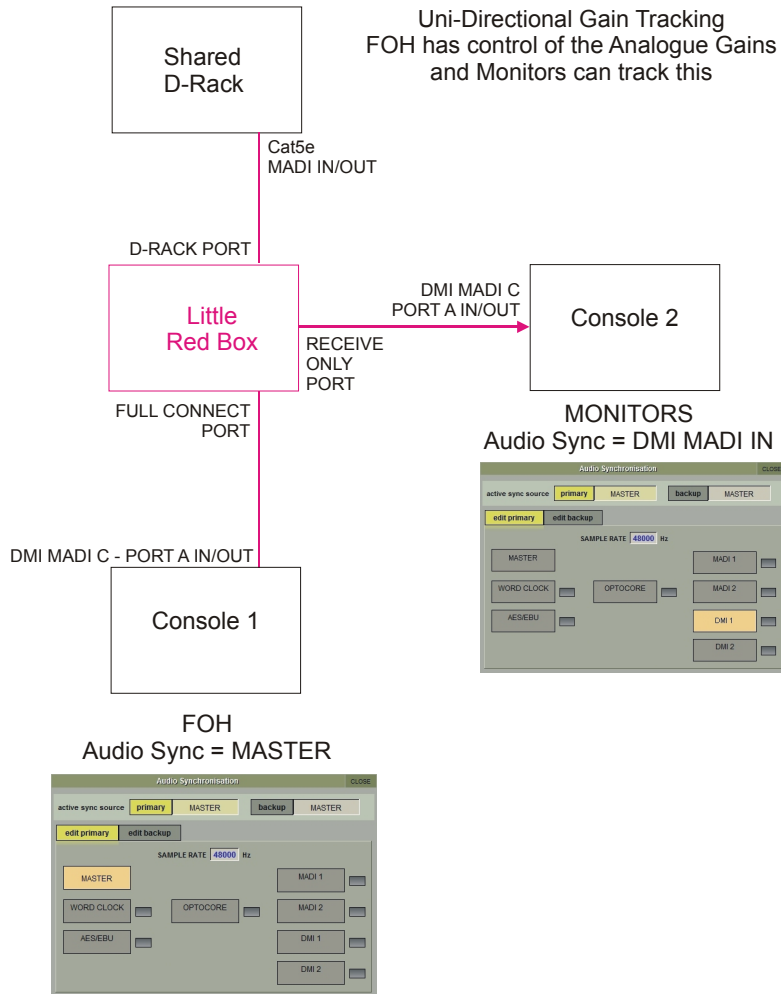 Uni-Directional Gain Tracking
FOH has control of the Analogue Gains
and Monitors can track this
Shared
D-Rack
Cat5e
MADI IN/OUT
D-RACK PORT
Little
Red Box
DMI MADI C
PORT A IN/OUT
Console 2
RECEIVE
ONLY
PORT
FULL CONNECT
PORT
MONITORS
Audio Sync = DMI MADI IN
Audio Synchronisation CLOSE
active sync source primary MASTER backup MASTER
edit primary edit backup
SAMPLE RATE 48000 Hz
MASTER MADI 1
WORD CLOCK OPTOCORE MADI 2
AES/EBU DMI 1
DMI 2
DMI MADI C - PORT A IN/OUT
Console 1
FOH
Audio Sync = MASTER
Audio Synchronisation CLOSE
active sync source primary MASTER backup MASTER
edit primary edit backup
SAMPLE RATE 48000 Hz
MASTER MADI 1
WORD CLOCK OPTOCORE MADI 2
AES/EBU DMI 1
DMI 2